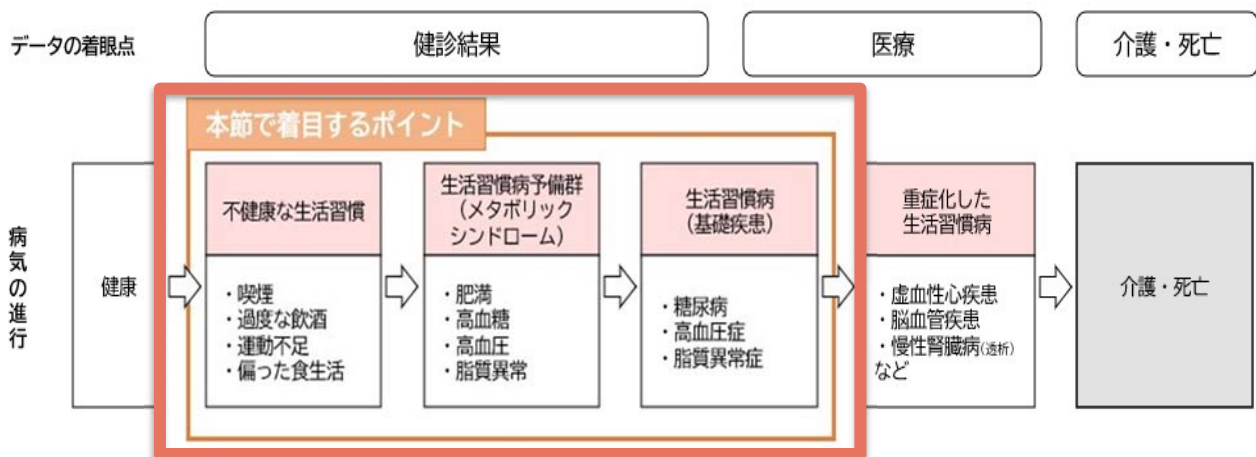 データの着眼点
健診結果
医療
介護・死亡
本節で着目するポイント
病気の進行
健康
不健康な生活習慣
・喫煙
・過度な飲酒
・運動不足
・偏った食生活
生活習慣病予備群
(メタボリック
シンドローム)
・肥満
・高血糖
・高血圧
・脂質異常
生活習慣病
(基礎疾患)
・糖尿病
・高血圧症
・脂質異常症
重症化した
生活習慣病
・虚血性心疾患
・脳血管疾患
・慢性腎臓病(透析)
など
介護・死亡